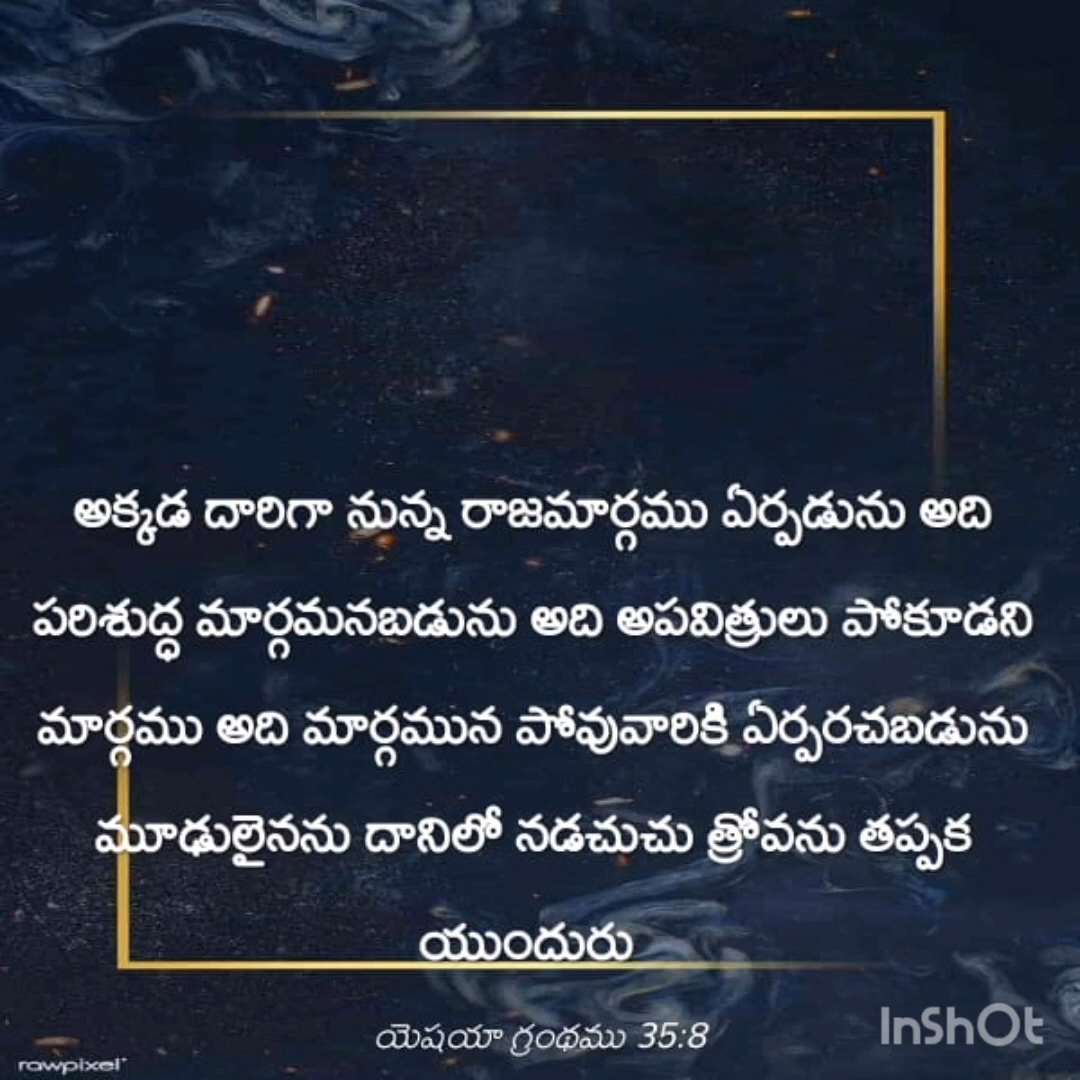 అక్కడ దారిగా నున్న రాజమార్గము ఏర్పడును అది
పరిశుద్ధ మార్గమనబడును అది అపవిత్రులు పోకూడని
మార్గము అది మార్గమున పోవువారికి ఏర్పరచబడును
మూఢులైనను దానిలో నడచుచు త్రోవను తప్పక
యుందురు
యెషయా గ్రంథము 35:8
InShOt
rawpixel